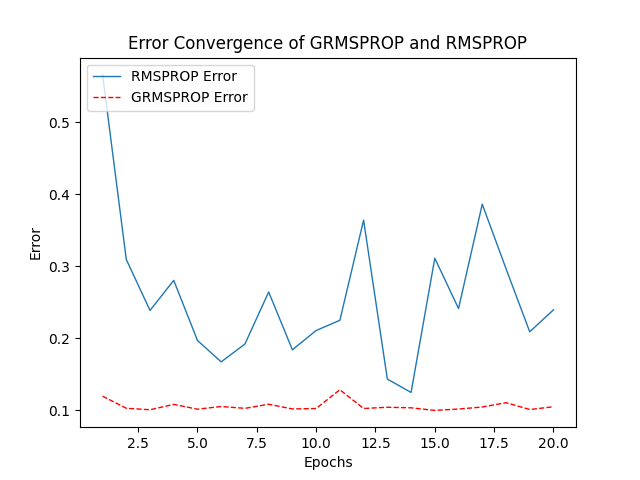 Error Convergence of GRMSPROP and RMSPROP
RMSPROP Error
GRMSPROP Error
0.5
0.4
0.3
0.2
0.1
Error
2.5 5.0 7.5 10.0 12.5 15.0 17.5 20.0
Epochs